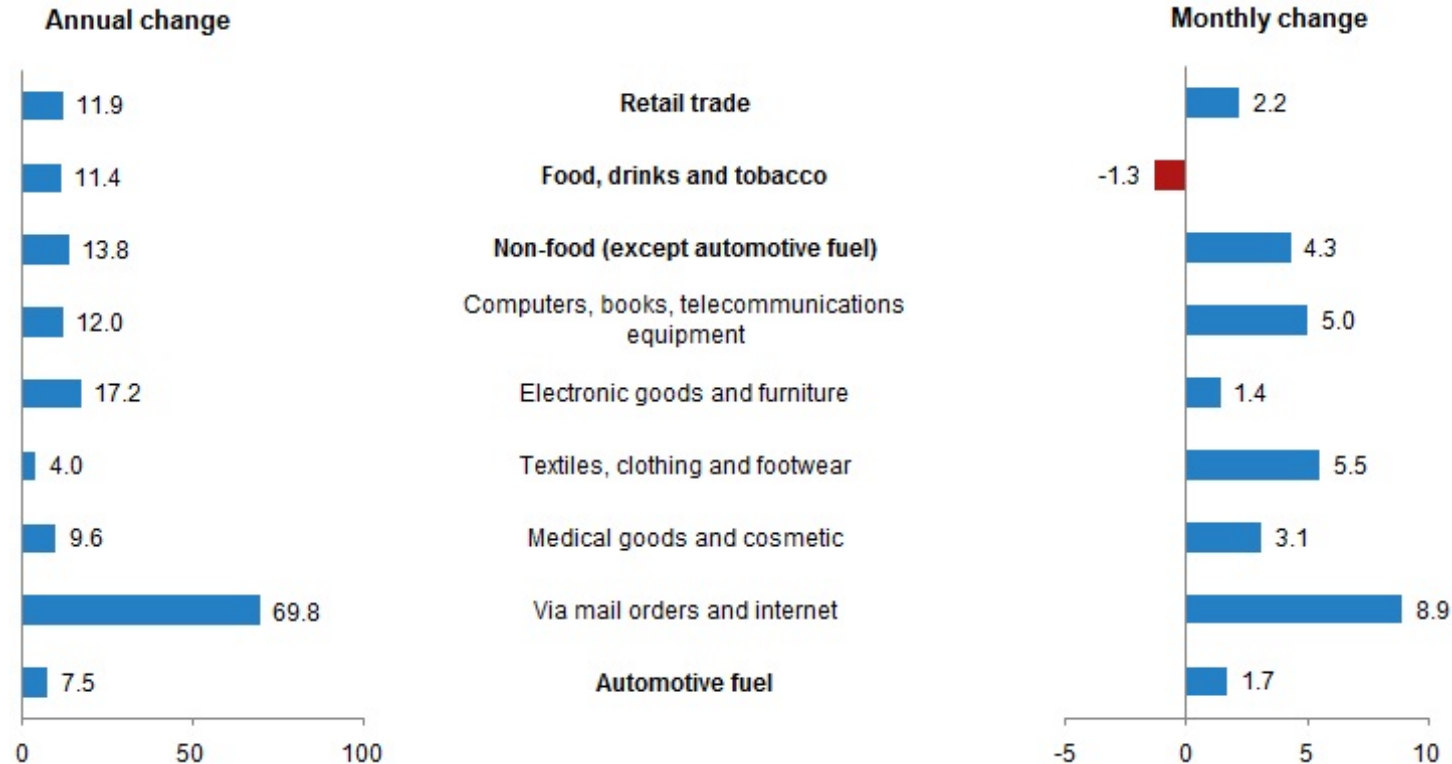 Annual change
Monthly change
11.9
Retail trade
2.2
11.4
Food, drinks and tobacco
-1.3
13.8
Non-food (except automotive fuel)
4.3
12.0
Computers, books, telecommunications
equipment
5.0
17.2
Electronic goods and furniture
1.4
4.0
Textiles, clothing and footwear
5.5
9.6
Medical goods and cosmetic
3.1
69.8
Via mail orders and internet
8.9
7.5
Automotive fuel
1.7
0 50 100
-5 0 5 10